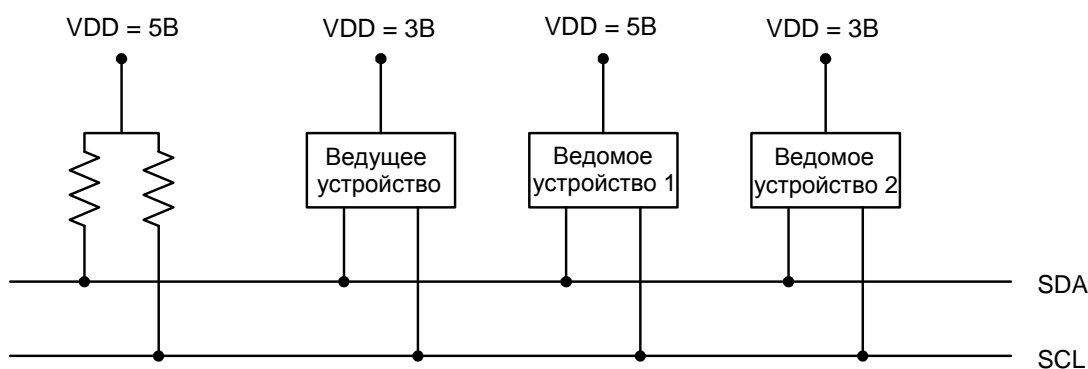 VDD = 5В
VDD = 3В
VDD = 5В
VDD = 3В
Ведущее
устройство
Ведомое
устройство 1
Ведомое
устройство 2
SDA
SCL